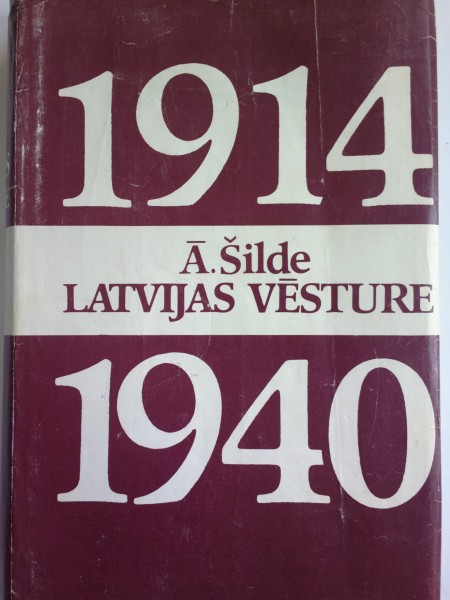 1914
Ā. Šilde
LATVIJAS VĒSTURE
1940